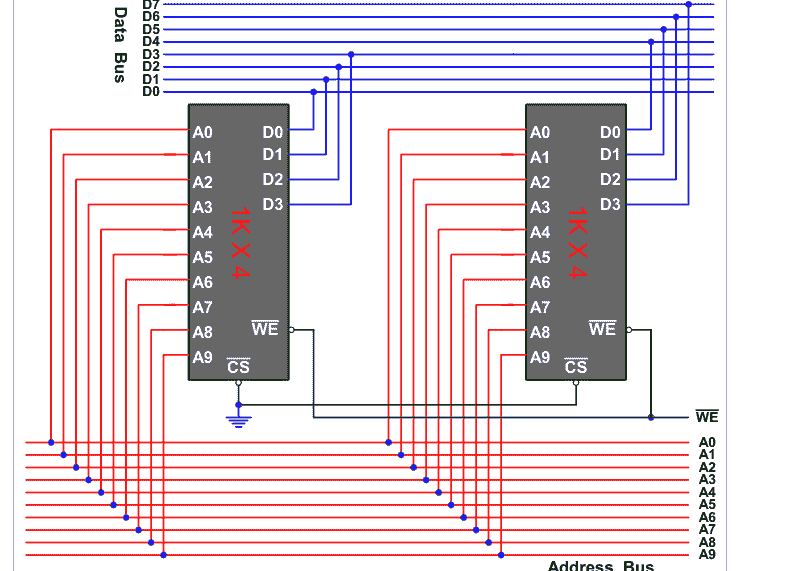 D7
D6
D5
D4
D3
D2
D1
D0
Data Bus
A0
A1
A2
A3
A4
A5
A6
A7
A8
A9
D0
D1
D2
D3
1K X 4
WE
CS
A0
A1
A2
A3
A4
A5
A6
A7
A8
A9
D0
D1
D2
D3
1K X 4
WE
CS
WE
A0
A1
A2
A3
A4
A5
A6
A7
A8
A9
Address Bus